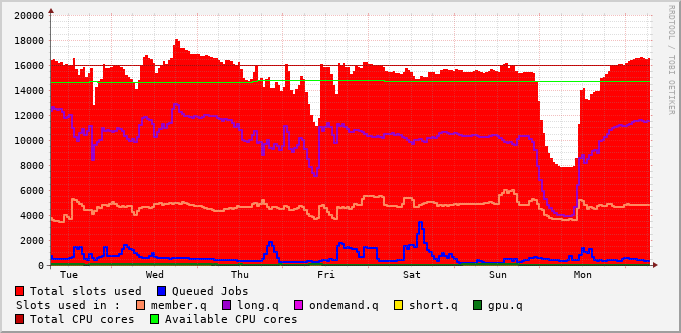 20000
18000
16000
14000
12000
10000
8000
6000
4000
2000
0
Tue Wed Thu Fri Sat Sun Mon
RRDTOOL / TOBI OETIKER
Total slots used Queued Jobs
Slots used in : member.q long.q ondemand.q short.q gpu.q
Total CPU cores Available CPU cores